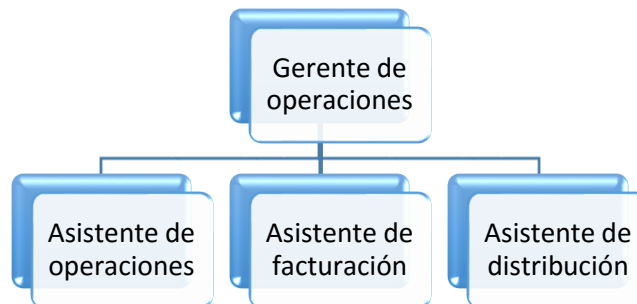 Gerente de
operaciones
Asistente de
operaciones
Asistente de
facturación
Asistente de
distribución